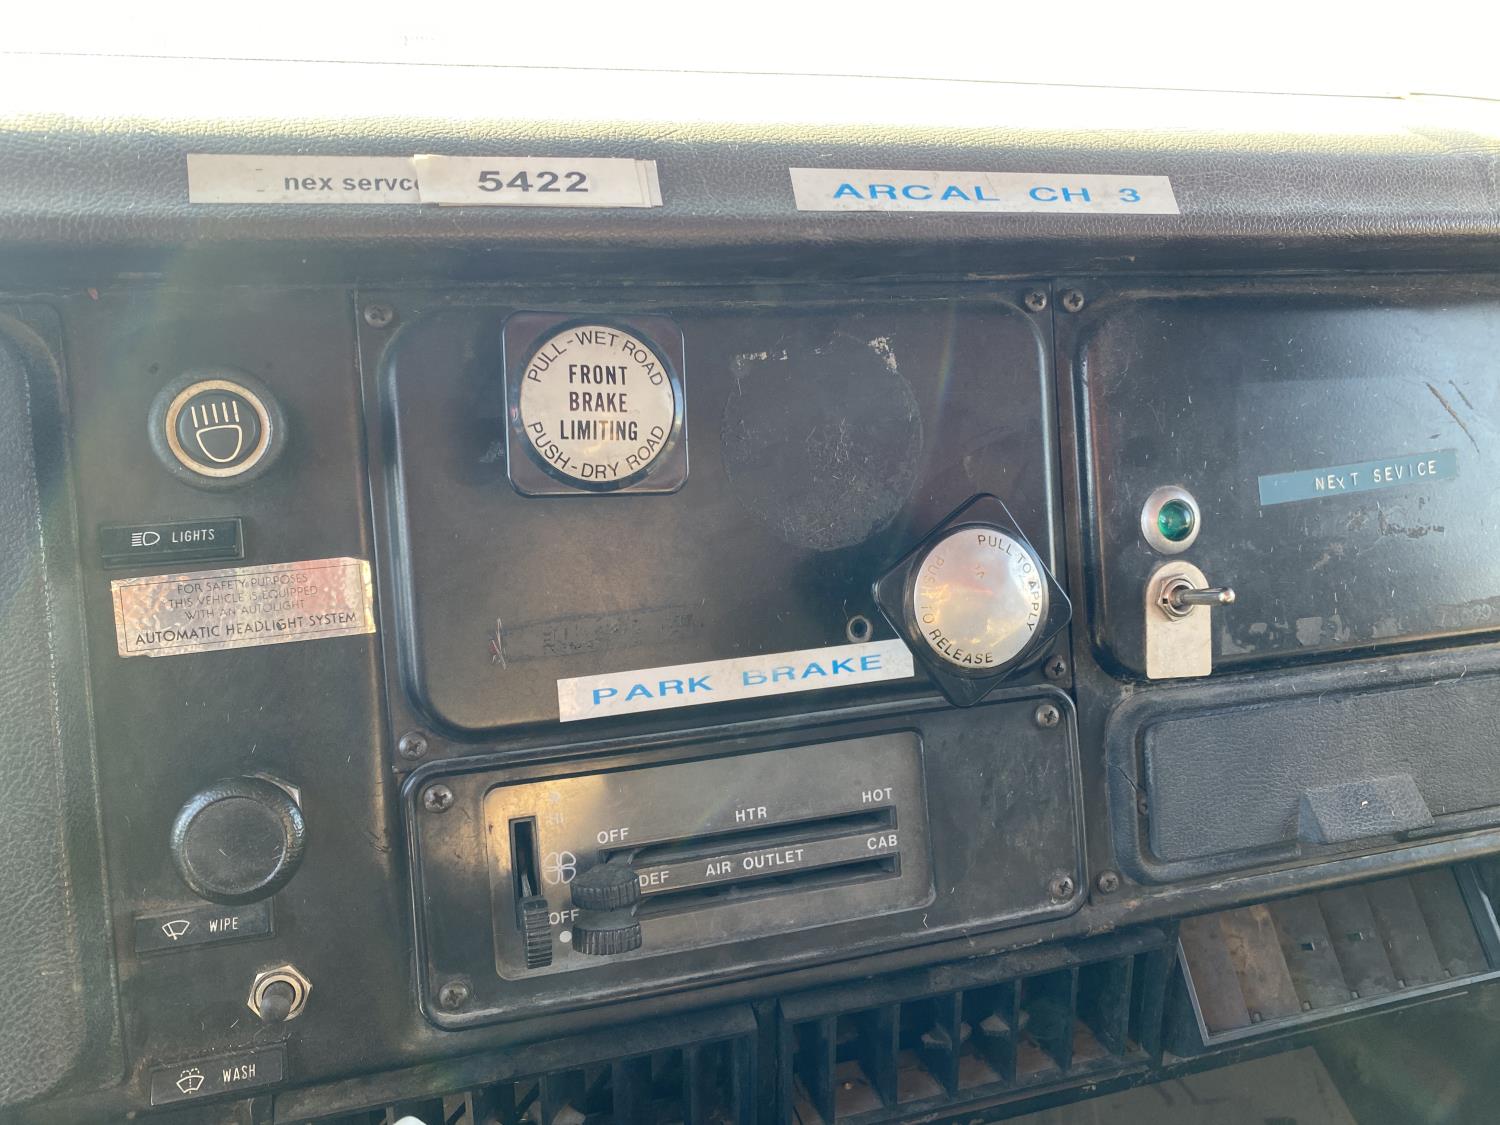 nex servce
5422
ARCAL CH 3
PULL-WET ROAD
FRONT
BRAKE
LIMITING
PUSH-DRY ROAD
NEXT SEVICE
LIGHTS
FOR SAFETY PURPOSES
THIS VEHICLE IS EQUIPPED
WITH AN AUTOLIGHT
AUTOMATIC HEADLIGHT SYSTEM
PULL TO APPLY
PUSH TO RELEASE
PARK BRAKE
HI
OFF
HTR
HOT
DEF
AIR OUTLET
CAB
OFF
WIPE
WASH